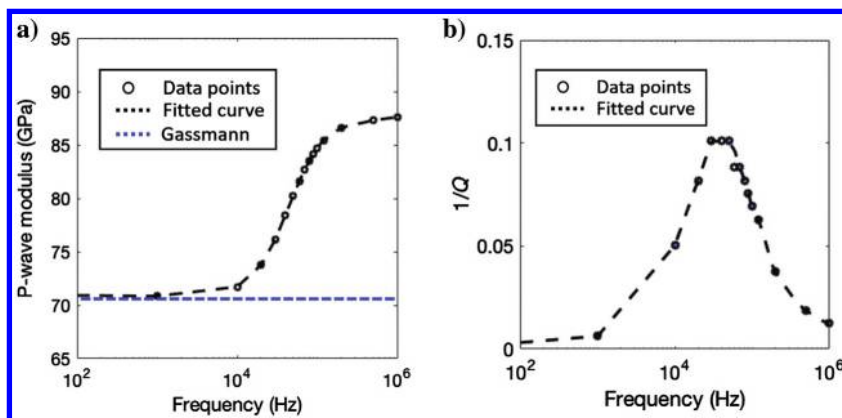 a)
95
90
85
80
75
70
65
P-wave modulus (GPa)
Data points
Fitted curve
Gassmann
10²
10⁴
10⁶
Frequency (Hz)
b)
0.15
0.1
0.05
0
1/Q
Data points
Fitted curve
10²
10⁴
10⁶
Frequency (Hz)